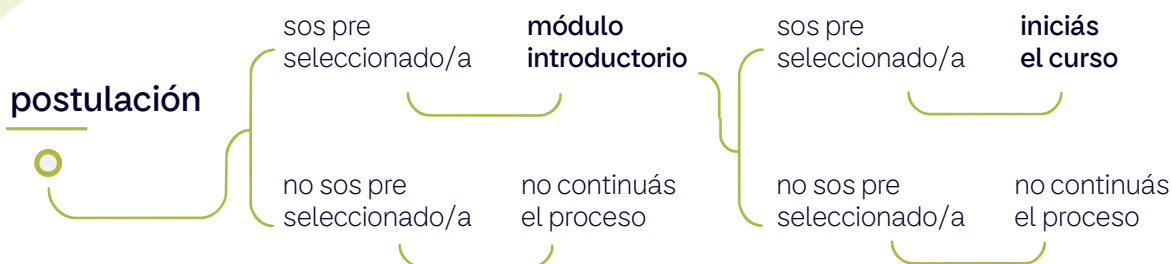 postulación
sos pre
seleccionado/a
módulo
introductorio
sos pre
seleccionado/a
iniciás
el curso
no sos pre
seleccionado/a
no continuás
el proceso
no sos pre
seleccionado/a
no continuás
el proceso